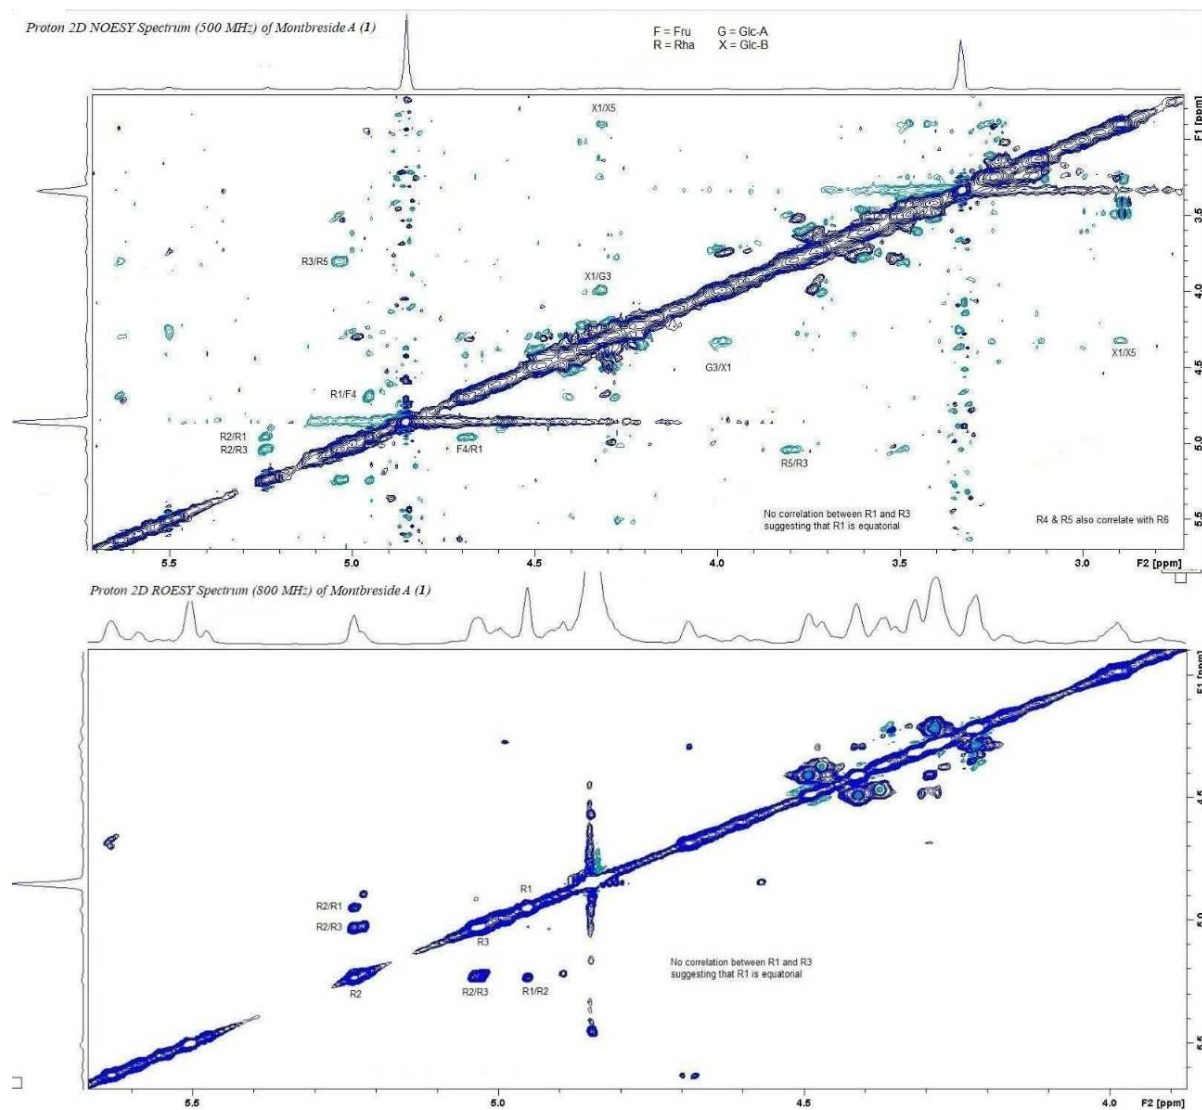 Proton 2D NOESY Spectrum (500 MHz) of Montbreside A (1)
F = Fru G = Glc-A
R = Rha X = Glc-B
X1/X5
F1 [ppm]
3.5
R3/R5
X1/G3
4.0
G3/X1
X1/X5
R1/F4
4.5
R2/R1
R2/R3
F4/R1
R5/R3
5.0
No correlation between R1 and R3
suggesting that R1 is equatorial
R4 & R5 also correlate with R6
5.5
5.5 5.0 4.5 4.0 3.5 3.0 F2 [ppm]
Proton 2D ROESY Spectrum (800 MHz) of Montbreside A (1)
F1 [ppm]
4.5
R2/R1
R1
R2/R3
R3
5.0
No correlation between R1 and R3
suggesting that R1 is equatorial
R2
R2/R3
R1/R2
5.5
5.5 5.0 4.5 4.0 F2 [ppm]